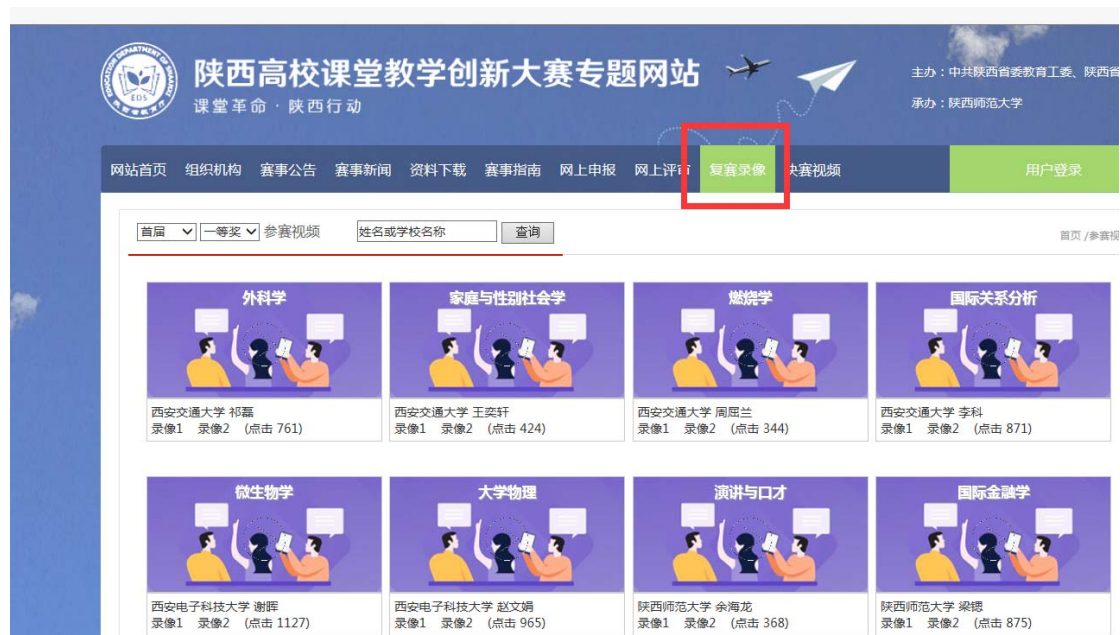 陕西高校课堂教学创新大赛专题网站
课堂革命 · 陕西行动
主办：中共陕西省委教育工委、陕西省
承办：陕西师范大学
网站首页 组织机构 赛事公告 赛事新闻 资料下载 赛事指南 网上申报 网上评审 复赛录像 决赛视频 用户登录
首届 一等奖 参赛视频 姓名或学校名称 查询 首页 /参赛视
外科学 家庭与性别社会学 燃烧学 国际关系分析
西安交通大学 祁磊 西安交通大学 王奕轩 西安交通大学 周屈兰 西安交通大学 李科
录像1 录像2 (点击 761) 录像1 录像2 (点击 424) 录像1 录像2 (点击 344) 录像1 录像2 (点击 871)
微生物学 大学物理 演讲与口才 国际金融学
西安电子科技大学 谢晖 西安电子科技大学 赵文娟 陕西师范大学 余海龙 陕西师范大学 梁锶
录像1 录像2 (点击 1127) 录像1 录像2 (点击 965) 录像1 录像2 (点击 368) 录像1 录像2 (点击 875)